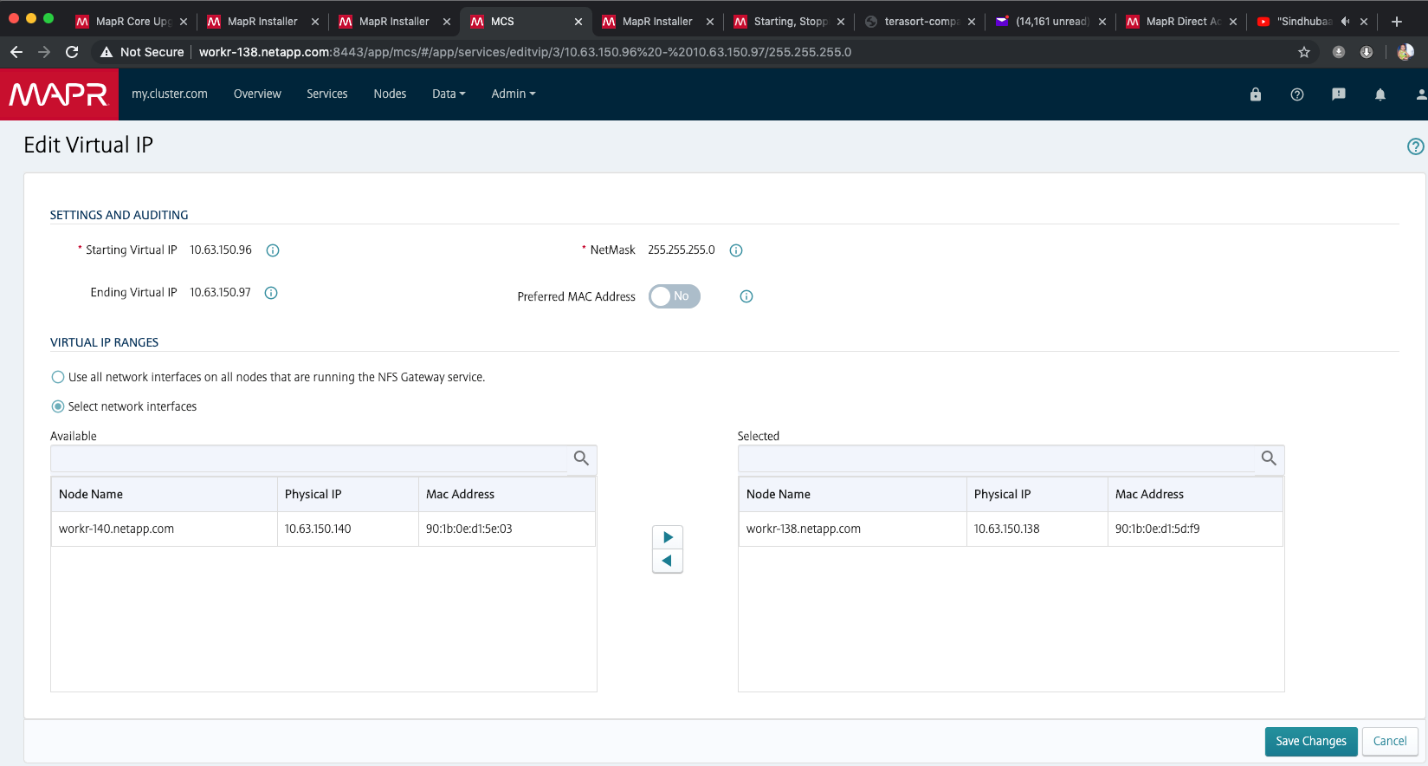 MapR Core Upg
MapR Installer
MapR Installer
MCS
MapR Installer
Starting, Stopp
terasort-compa
(14,161 unread)
MapR Direct Ac
"Sindhubaa
Not Secure workr-138.netapp.com:8443/app/mcs/#/app/services/editvip/3/10.63.150.96%20-%2010.63.150.97/255.255.255.0
MAPR my.cluster.com Overview Services Nodes Data Admin
Edit Virtual IP
SETTINGS AND AUDITING
* Starting Virtual IP 10.63.150.96 * NetMask 255.255.255.0
Ending Virtual IP 10.63.150.97 Preferred MAC Address No
VIRTUAL IP RANGES
Use all network interfaces on all nodes that are running the NFS Gateway service.
Select network interfaces
Available Selected
Node Name Physical IP Mac Address Node Name Physical IP Mac Address
workr-140.netapp.com 10.63.150.140 90:1b:0e:d1:5e:03 workr-138.netapp.com 10.63.150.138 90:1b:0e:d1:5d:f9
Save Changes Cancel